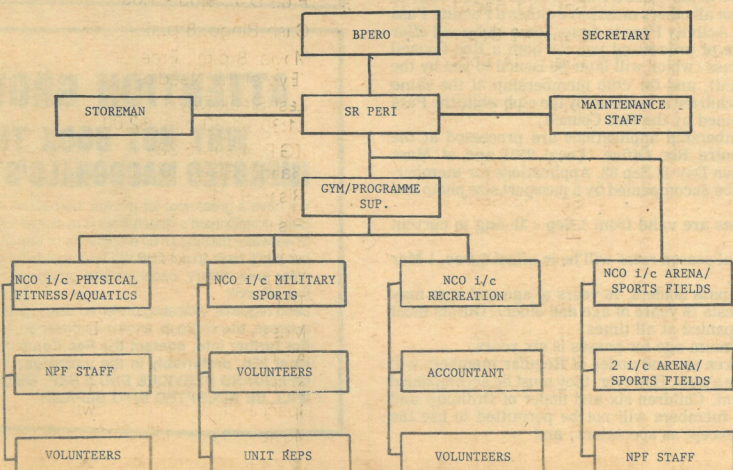 BPERO
SECRETARY
STOREMAN
SR PERI
MAINTENANCE
STAFF
GYM/PROGRAMME
SUP.
NCO i/c PHYSICAL
FITNESS/AQUATICS
NCO i/c MILITARY
SPORTS
NCO i/c
RECREATION
NCO i/c ARENA/
SPORTS FIELDS
NPF STAFF
VOLUNTEERS
ACCOUNTANT
2 i/c ARENA/
SPORTS FIELDS
VOLUNTEERS
UNIT REPS
VOLUNTEERS
NPF STAFF